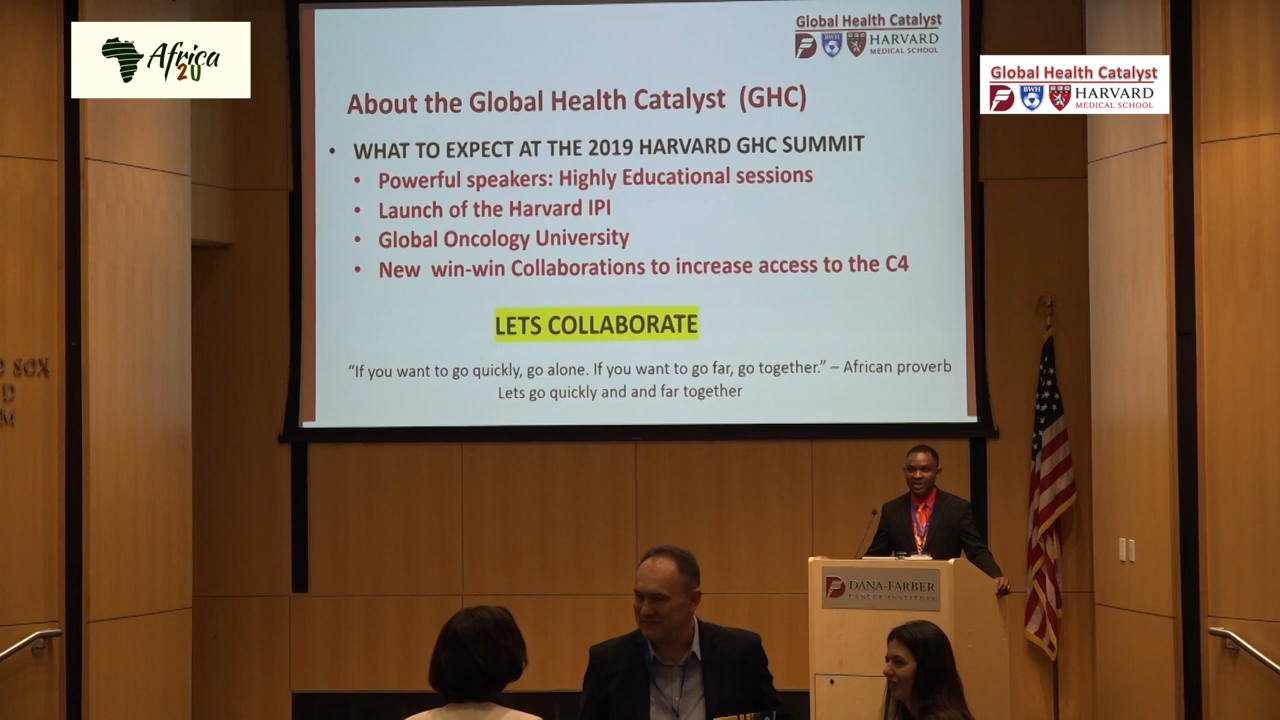 Africa
2U
Global Health Catalyst
BWH
HARVARD
MEDICAL SCHOOL
Global Health Catalyst
BWH
HARVARD
MEDICAL SCHOOL
About the Global Health Catalyst (GHC)
• WHAT TO EXPECT AT THE 2019 HARVARD GHC SUMMIT
• Powerful speakers: Highly Educational sessions
• Launch of the Harvard IPI
• Global Oncology University
• New win-win Collaborations to increase access to the C4
LETS COLLABORATE
“If you want to go quickly, go alone. If you want to go far, go together.” – African proverb
Lets go quickly and and far together
SOX
D
M
DANA-FARBER
CANCER INSTITUTE